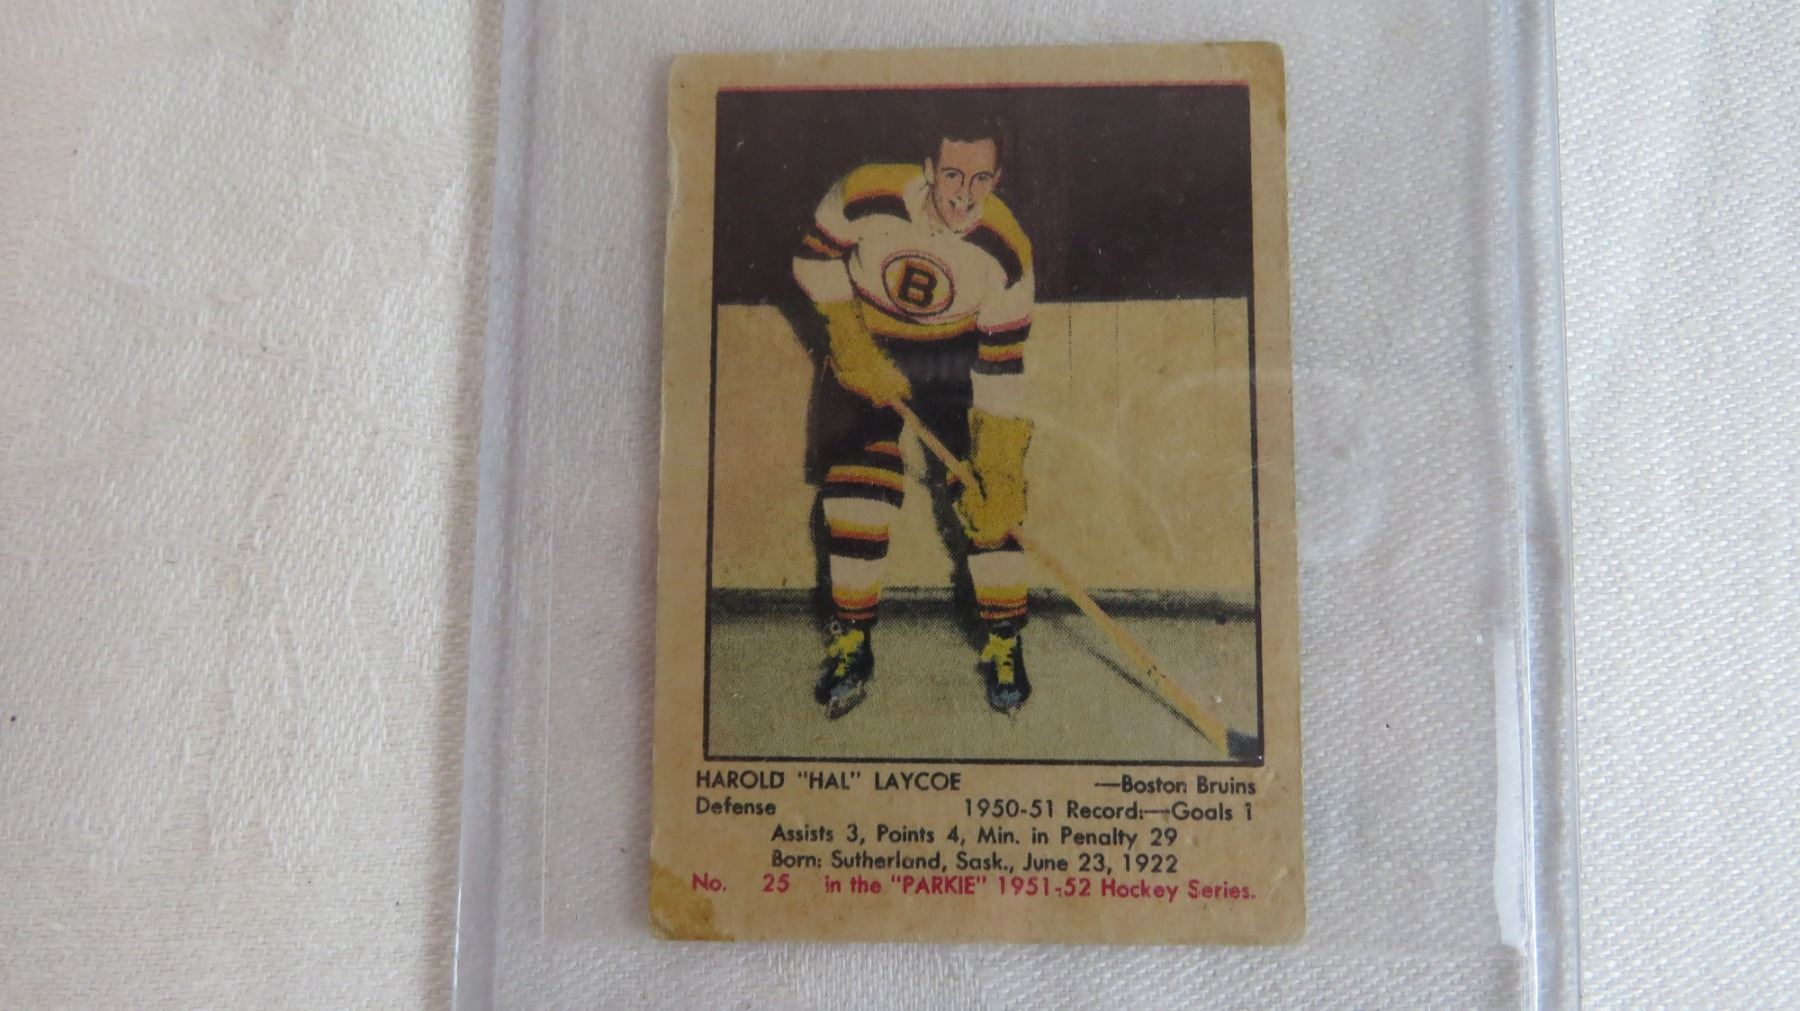 B
HAROLD "HAL" LAYCOE —Boston Bruins
Defense 1950-51 Record:—Goals 1
Assists 3, Points 4, Min. in Penalty 29
Born: Sutherland, Sask., June 23, 1922
No. 25 in the "PARKIE" 1951-52 Hockey Series.